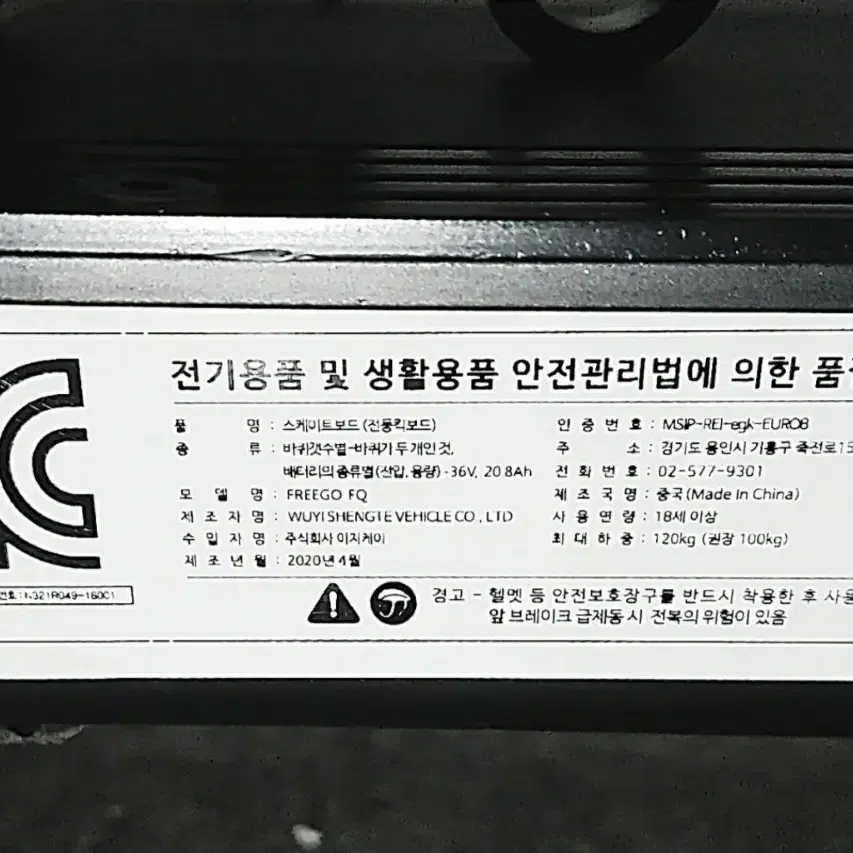 전기용품 및 생활용품 안전관리법에 의한
품 명 : 스케이트보드 (전동킥보드)
종 류 : 바퀴갯수별-바퀴가 두개인 것,
배터리의 종류별(산압, 용량) - 36V, 20.8Ah
모 델 명 : FREEGO FQ
제 조 자 명 : WUYI SHENGTE VEHICLE CO., LTD
수 입 자 명 : 주식회사 이지케이
제 조 년 월 : 2020년 4월
인 증 번 호 : MSIP-REI-egk-EURO8
주 소 : 경기도 용인시 기흥구 죽전로15
전 화 번 호 : 02-577-9301
제 조 국 명 : 중국(Made In China)
사 용 연 령 : 18세 이상
최 대 하 중 : 120kg (권장 100kg)
경고 - 헬멧 등 안전보호장구를 반드시 착용한 후 사용
앞 브레이크 급제동시 전복의 위험이 있음